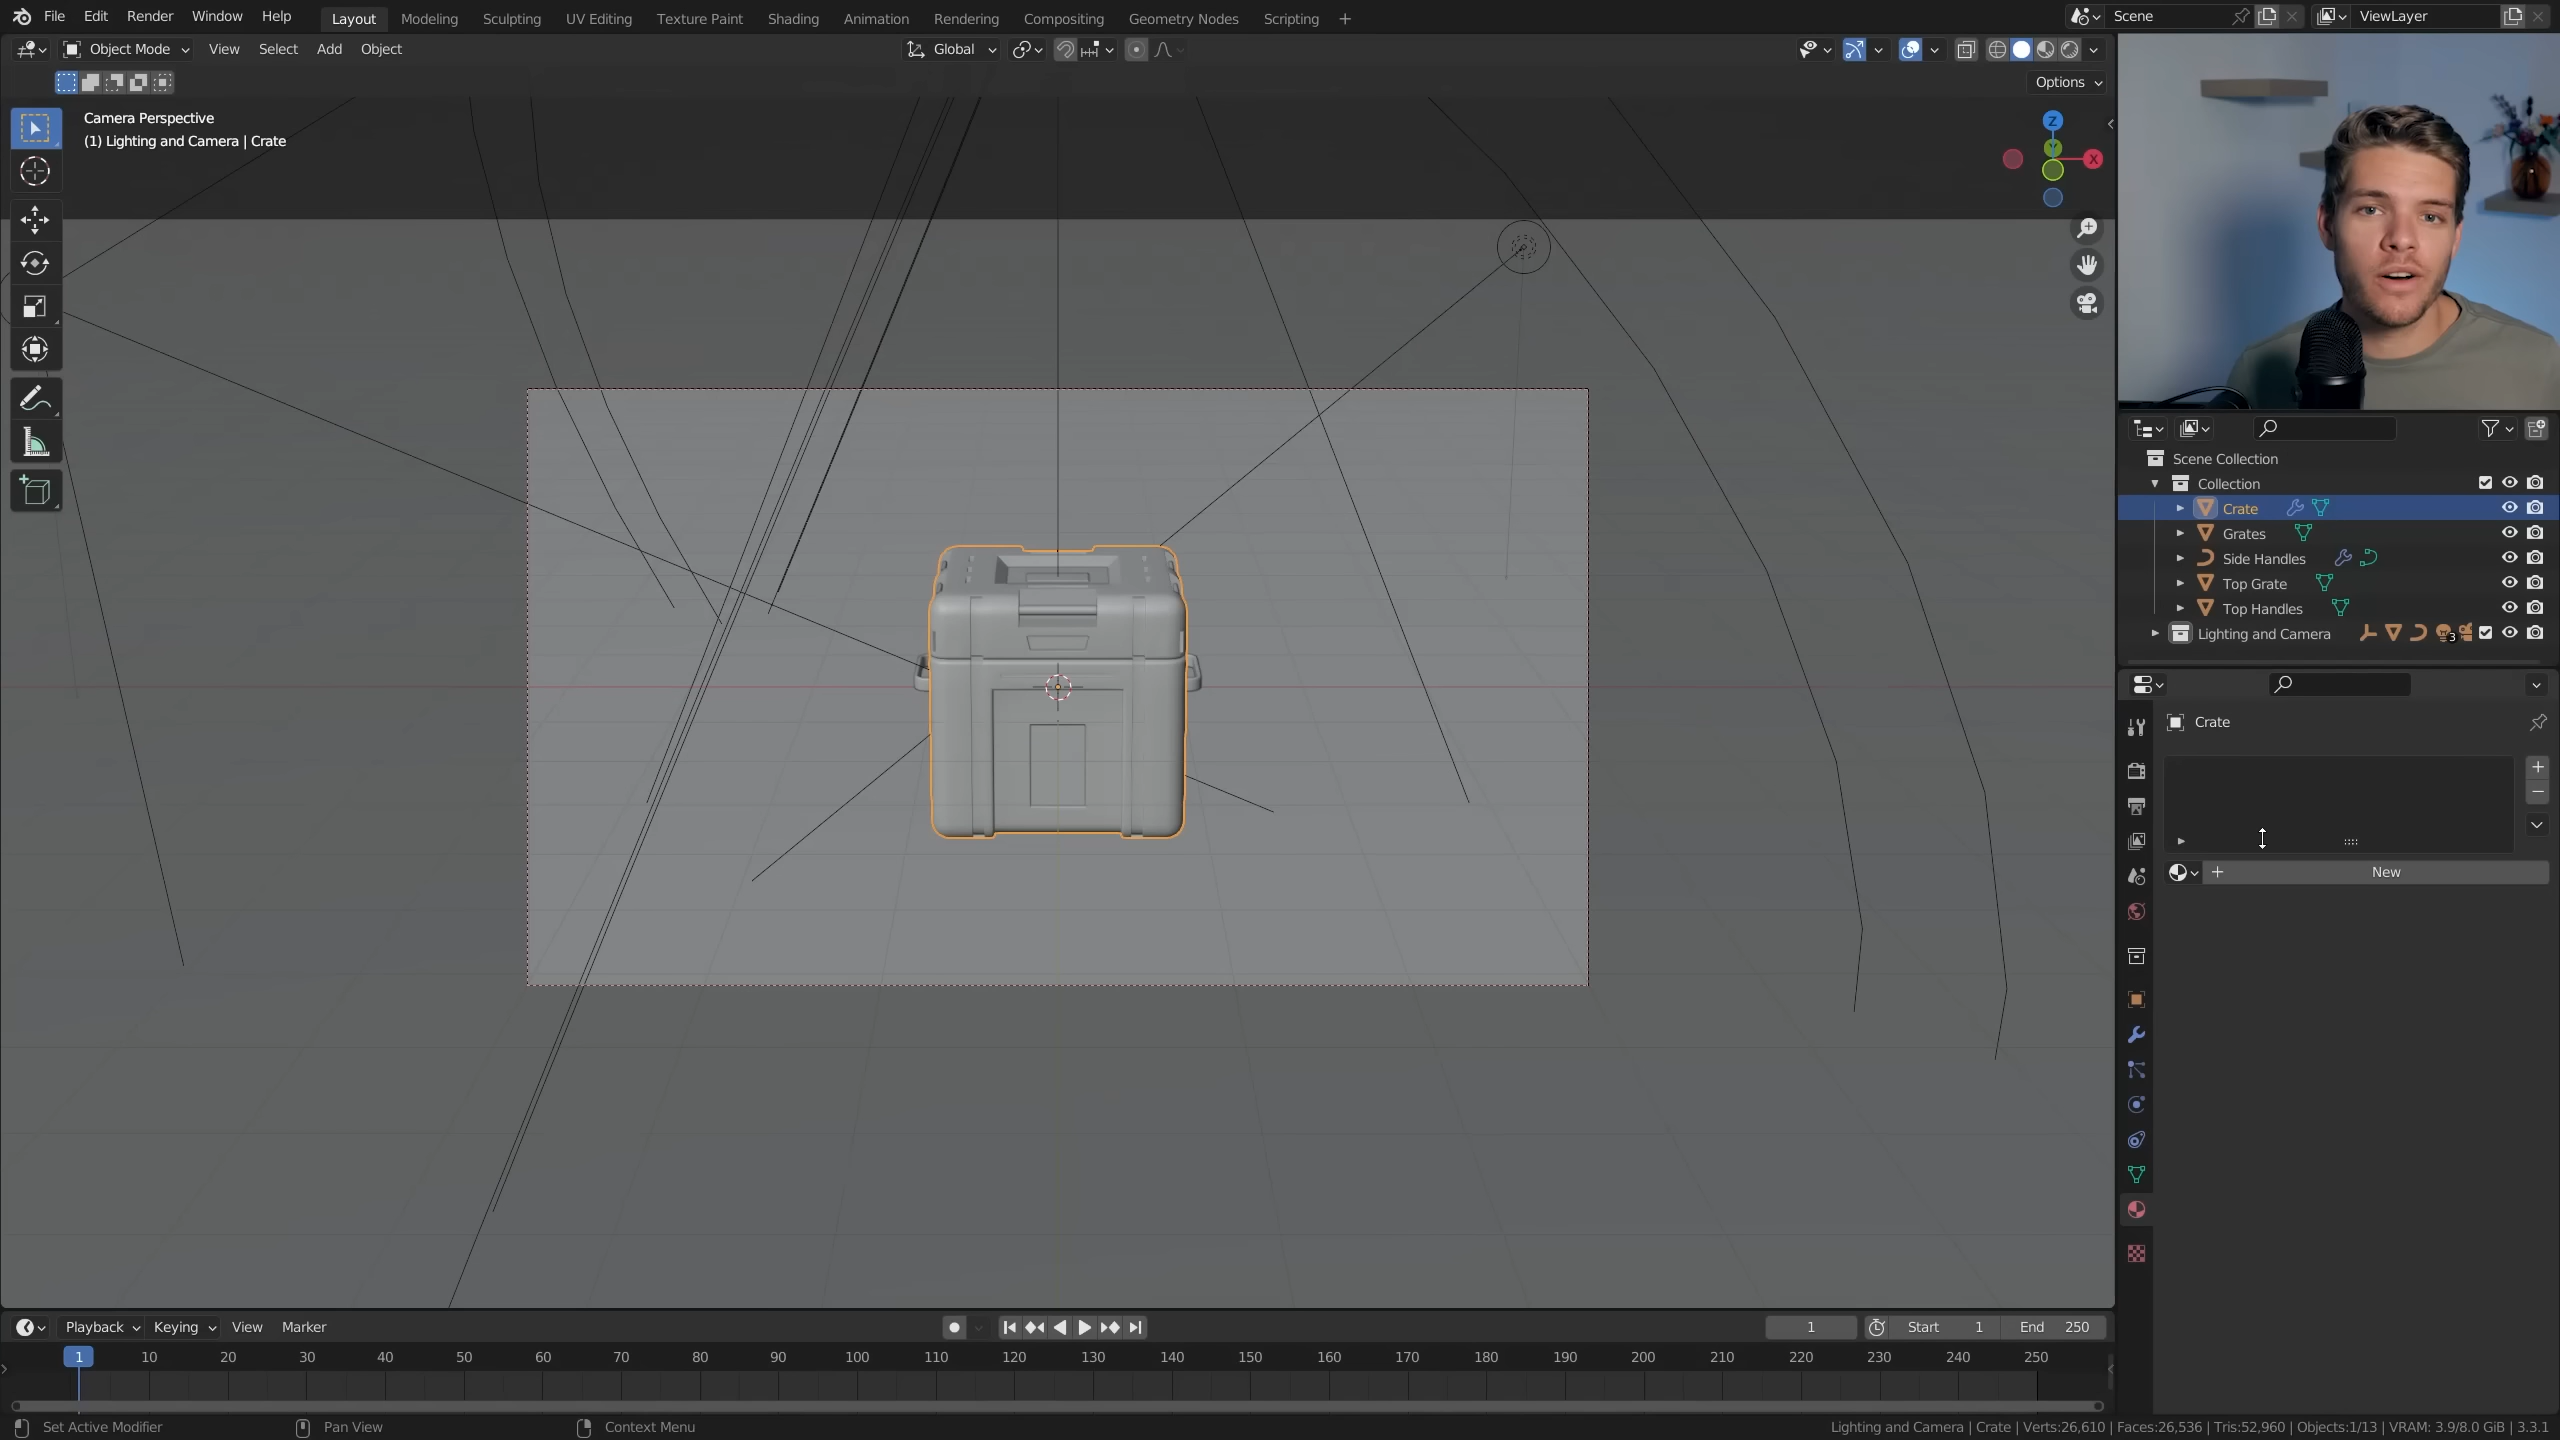 File Edit Render Window Help Layout Modeling Sculpting UV Editing Texture Paint Shading Animation Rendering Compositing Geometry Nodes Scripting + Scene ViewLayer
Object Mode View Select Add Object Global
Options
Camera Perspective
(1) Lighting and Camera | Crate
Z
Y
X
Scene Collection
Collection
Crate
Grates
Side Handles
Top Grate
Top Handles
Lighting and Camera 3
Crate
New
Playback Keying View Marker 1 Start 1 End 250
1 10 20 30 40 50 60 70 80 90 100 110 120 130 140 150 160 170 180 190 200 210 220 230 240 250
Set Active Modifier Pan View Context Menu Lighting and Camera | Crate | Verts:26,610 | Faces:26,536 | Tris:52,960 | Objects:1/13 | VRAM: 3.9/8.0 GiB | 3.3.1